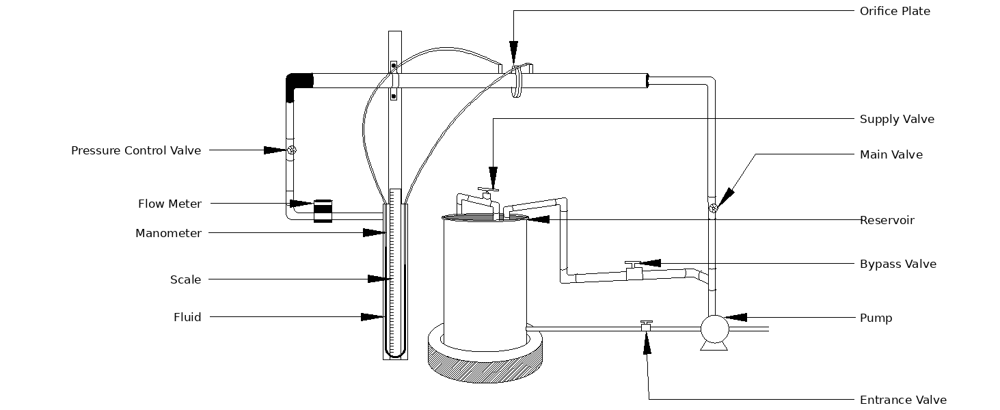 Orifice Plate
Supply Valve
Pressure Control Valve
Main Valve
Flow Meter
Reservoir
Manometer
Bypass Valve
Scale
Fluid
Pump
Entrance Valve